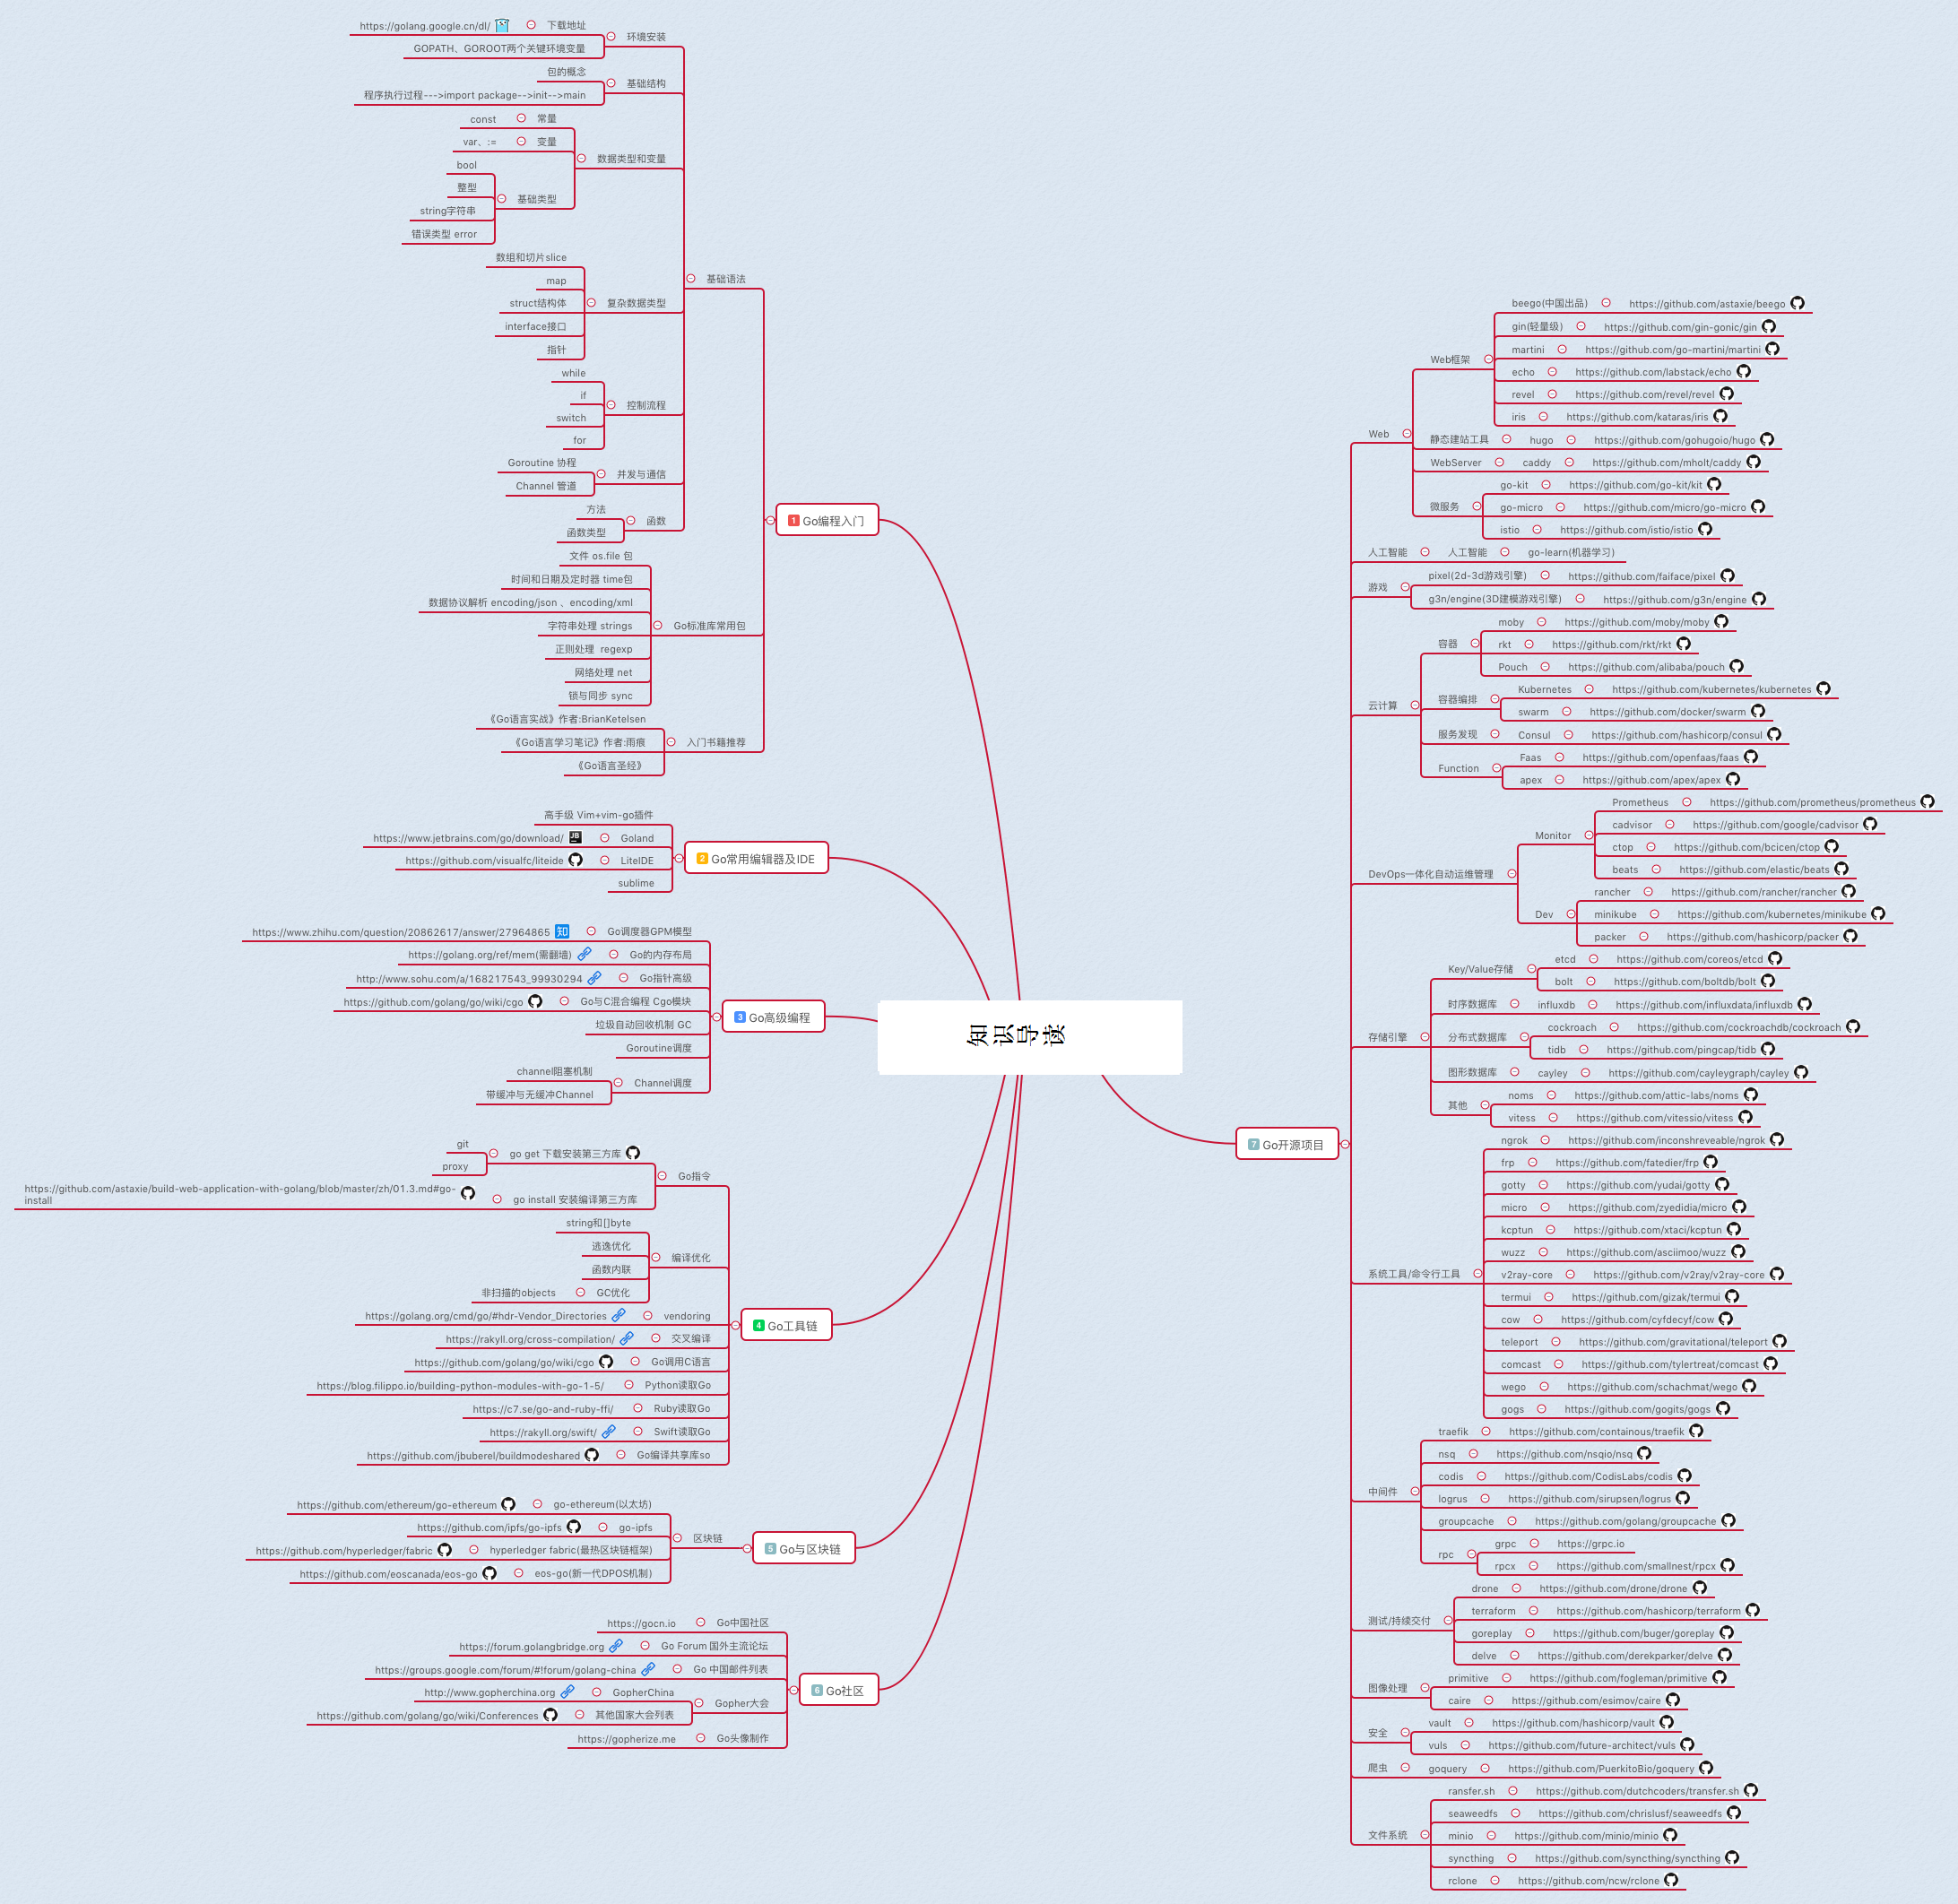 知识导读
1 Go编程入门
基础语法
环境安装
下载地址
https://golang.google.cn/dl/
GOPATH、GOROOT两个关键环境变量
基础结构
包的概念
程序执行过程--->import package-->init-->main
数据类型和变量
常量
const
变量
var、:=
基础类型
bool
整型
string字符串
错误类型 error
复杂数据类型
数组和切片slice
map
struct结构体
interface接口
指针
控制流程
while
if
switch
for
并发与通信
Goroutine 协程
Channel 管道
函数
方法
函数类型
Go标准库常用包
文件 os.file 包
时间和日期及定时器 time包
数据协议解析 encoding/json 、encoding/xml
字符串处理 strings
正则处理 regexp
网络处理 net
锁与同步 sync
入门书籍推荐
《Go语言实战》作者:BrianKetelsen
《Go语言学习笔记》作者:雨痕
《Go语言圣经》
2 Go常用编辑器及IDE
高手级 Vim+vim-go插件
Goland
https://www.jetbrains.com/go/download/
JB
LiteIDE
https://github.com/visualfc/liteide
sublime
3 Go高级编程
Go调度器GPM模型
https://www.zhihu.com/question/20862617/answer/27964865
知
Go的内存布局
https://golang.org/ref/mem(需翻墙)
Go指针高级
http://www.sohu.com/a/168217543_99930294
Go与C混合编程 Cgo模块
https://github.com/golang/go/wiki/cgo
垃圾自动回收机制 GC
Goroutine调度
Channel调度
channel阻塞机制
带缓冲与无缓冲Channel
4 Go工具链
Go指令
go get 下载安装第三方库
git
proxy
go install 安装编译第三方库
https://github.com/astaxie/build-web-application-with-golang/blob/master/zh/01.3.md#go-
install
编译优化
string和[]byte
逃逸优化
函数内联
GC优化
非扫描的objects
vendoring
https://golang.org/cmd/go/#hdr-Vendor_Directories
交叉编译
https://rakyll.org/cross-compilation/
Go调用C语言
https://github.com/golang/go/wiki/cgo
Python读取Go
https://blog.filippo.io/building-python-modules-with-go-1-5/
Ruby读取Go
https://c7.se/go-and-ruby-ffi/
Swift读取Go
https://rakyll.org/swift/
Go编译共享库so
https://github.com/jbuberel/buildmodeshared
5 Go与区块链
区块链
go-ethereum(以太坊)
https://github.com/ethereum/go-ethereum
go-ipfs
https://github.com/ipfs/go-ipfs
hyperledger fabric(最热区块链框架)
https://github.com/hyperledger/fabric
eos-go(新一代DPOS机制)
https://github.com/eoscanada/eos-go
6 Go社区
Go中国社区
https://gocn.io
Go Forum 国外主流论坛
https://forum.golangbridge.org
Go 中国邮件列表
https://groups.google.com/forum/#!forum/golang-china
Gopher大会
GopherChina
http://www.gopherchina.org
其他国家大会列表
https://github.com/golang/go/wiki/Conferences
Go头像制作
https://gopherize.me
7 Go开源项目
Web
Web框架
beego(中国出品)
https://github.com/astaxie/beego
gin(轻量级)
https://github.com/gin-gonic/gin
martini
https://github.com/go-martini/martini
echo
https://github.com/labstack/echo
revel
https://github.com/revel/revel
iris
https://github.com/kataras/iris
静态建站工具
hugo
https://github.com/gohugoio/hugo
WebServer
caddy
https://github.com/mholt/caddy
微服务
go-kit
https://github.com/go-kit/kit
go-micro
https://github.com/micro/go-micro
istio
https://github.com/istio/istio
人工智能
人工智能
go-learn(机器学习)
游戏
pixel(2d-3d游戏引擎)
https://github.com/faiface/pixel
g3n/engine(3D建模游戏引擎)
https://github.com/g3n/engine
云计算
容器
moby
https://github.com/moby/moby
rkt
https://github.com/rkt/rkt
Pouch
https://github.com/alibaba/pouch
容器编排
Kubernetes
https://github.com/kubernetes/kubernetes
swarm
https://github.com/docker/swarm
服务发现
Consul
https://github.com/hashicorp/consul
Function
Faas
https://github.com/openfaas/faas
apex
https://github.com/apex/apex
DevOps一体化自动运维管理
Monitor
Prometheus
https://github.com/prometheus/prometheus
cadvisor
https://github.com/google/cadvisor
ctop
https://github.com/bcicen/ctop
beats
https://github.com/elastic/beats
Dev
rancher
https://github.com/rancher/rancher
minikube
https://github.com/kubernetes/minikube
packer
https://github.com/hashicorp/packer
存储引擎
Key/Value存储
etcd
https://github.com/coreos/etcd
bolt
https://github.com/boltdb/bolt
时序数据库
influxdb
https://github.com/influxdata/influxdb
分布式数据库
cockroach
https://github.com/cockroachdb/cockroach
tidb
https://github.com/pingcap/tidb
图形数据库
cayley
https://github.com/cayleygraph/cayley
其他
noms
https://github.com/attic-labs/noms
vitess
https://github.com/vitessio/vitess
系统工具/命令行工具
ngrok
https://github.com/inconshreveable/ngrok
frp
https://github.com/fatedier/frp
gotty
https://github.com/yudai/gotty
micro
https://github.com/zyedidia/micro
kcptun
https://github.com/xtaci/kcptun
wuzz
https://github.com/asciimoo/wuzz
v2ray-core
https://github.com/v2ray/v2ray-core
termui
https://github.com/gizak/termui
cow
https://github.com/cyfdecyf/cow
teleport
https://github.com/gravitational/teleport
comcast
https://github.com/tylertreat/comcast
wego
https://github.com/schachmat/wego
gogs
https://github.com/gogits/gogs
中间件
traefik
https://github.com/containous/traefik
nsq
https://github.com/nsqio/nsq
codis
https://github.com/CodisLabs/codis
logrus
https://github.com/sirupsen/logrus
groupcache
https://github.com/golang/groupcache
rpc
grpc
https://grpc.io
rpcx
https://github.com/smallnest/rpcx
测试/持续交付
drone
https://github.com/drone/drone
terraform
https://github.com/hashicorp/terraform
goreplay
https://github.com/buger/goreplay
delve
https://github.com/derekparker/delve
图像处理
primitive
https://github.com/fogleman/primitive
caire
https://github.com/esimov/caire
安全
vault
https://github.com/hashicorp/vault
vuls
https://github.com/future-architect/vuls
爬虫
goquery
https://github.com/PuerkitoBio/goquery
文件系统
ransfer.sh
https://github.com/dutchcoders/transfer.sh
seaweedfs
https://github.com/chrislusf/seaweedfs
minio
https://github.com/minio/minio
syncthing
https://github.com/syncthing/syncthing
rclone
https://github.com/ncw/rclone